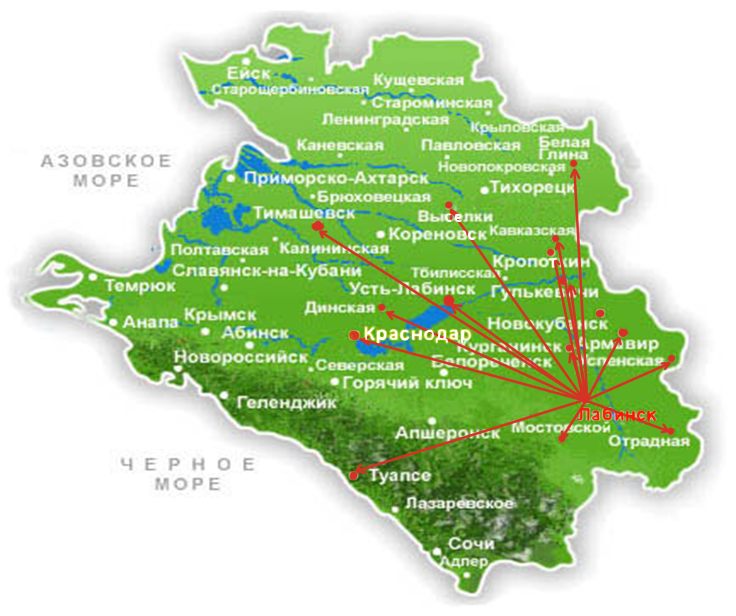 Ейск
Старощербиновская
Кущевская
Староминская
Ленинградская
Крыловская
Каневская
Павловская
Белая
Глина
Новопокровская
АЗОВСКОЕ
МОРЕ
Приморско-Ахтарск
Тихорецк
Брюховецкая
Тимашевск
Выселки
Кореновск
Кавказская
Полтавская
Калининская
Кропоткин
Славянск-на-Кубани
Тбилисская
Темрюк
Усть-Лабинск
Гулькевичи
Динская
Анапа
Крымск
Новокубанск
Абинск
Краснодар
Курганинск
Армавир
Новороссийск
Белореченск
Успенская
Северская
Горячий ключ
Геленджик
Лабинск
Апшеронск
Мостовской
Отрадная
ЧЕРНОЕ
МОРЕ
Туапсе
Лазаревское
Сочи
Адлер